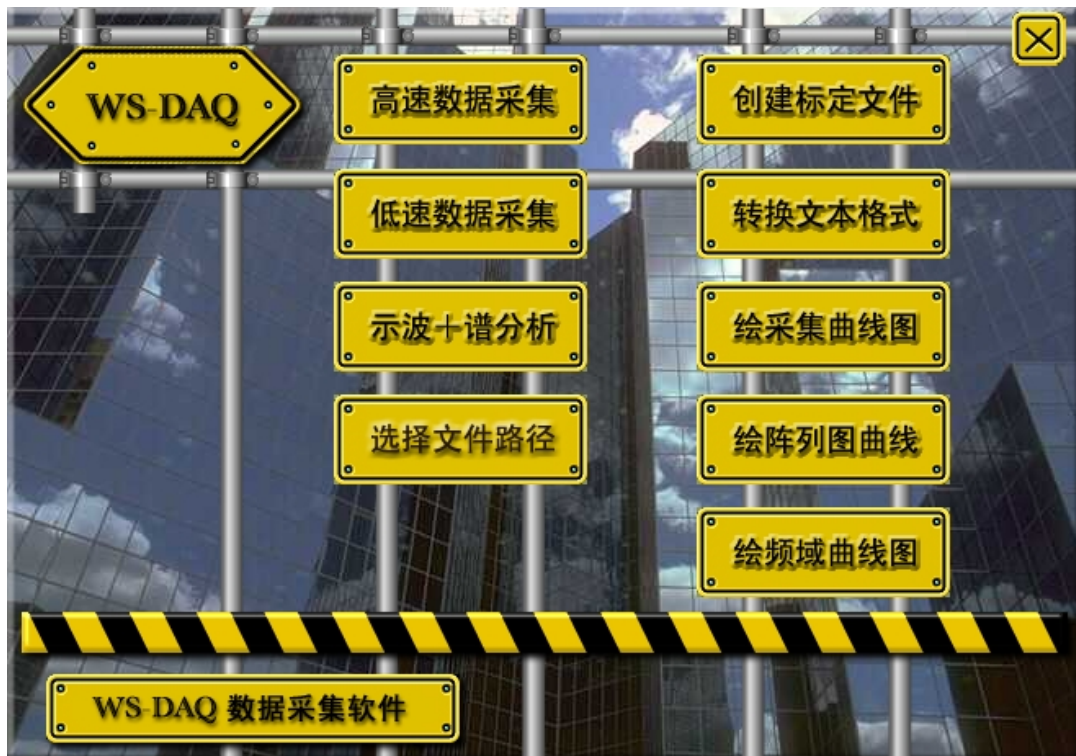 WS-DAQ
高速数据采集
低速数据采集
示波＋谱分析
选择文件路径
创建标定文件
转换文本格式
绘采集曲线图
绘阵列图曲线
绘频域曲线图
WS-DAQ 数据采集软件